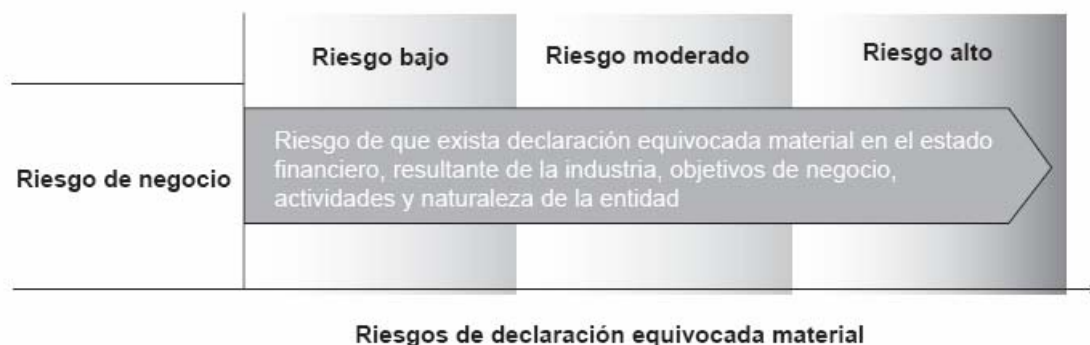 Riesgo bajo
Riesgo moderado
Riesgo alto
Riesgo de negocio
Riesgo de que exista declaración equivocada material en el estado
financiero, resultante de la industria, objetivos de negocio,
actividades y naturaleza de la entidad
Riesgos de declaración equivocada material